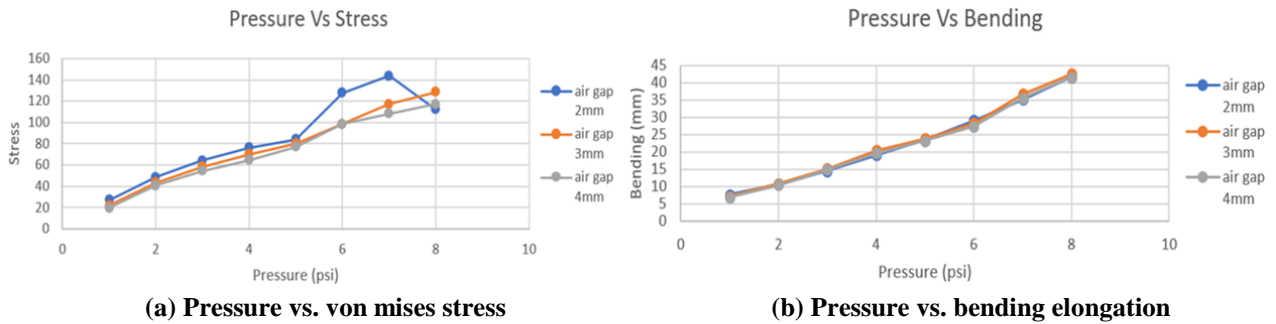 Pressure Vs Stress
160
140
120
100
80
60
40
20
0
Stress
0 2 4 6 8 10
Pressure (psi)
air gap
2mm
air gap
3mm
air gap
4mm
(a) Pressure vs. von mises stress
Pressure Vs Bending
45
40
35
30
25
20
15
10
5
0
Bending (mm)
0 2 4 6 8 10
Pressure (psi)
air gap
2mm
air gap
3mm
air gap
4mm
(b) Pressure vs. bending elongation